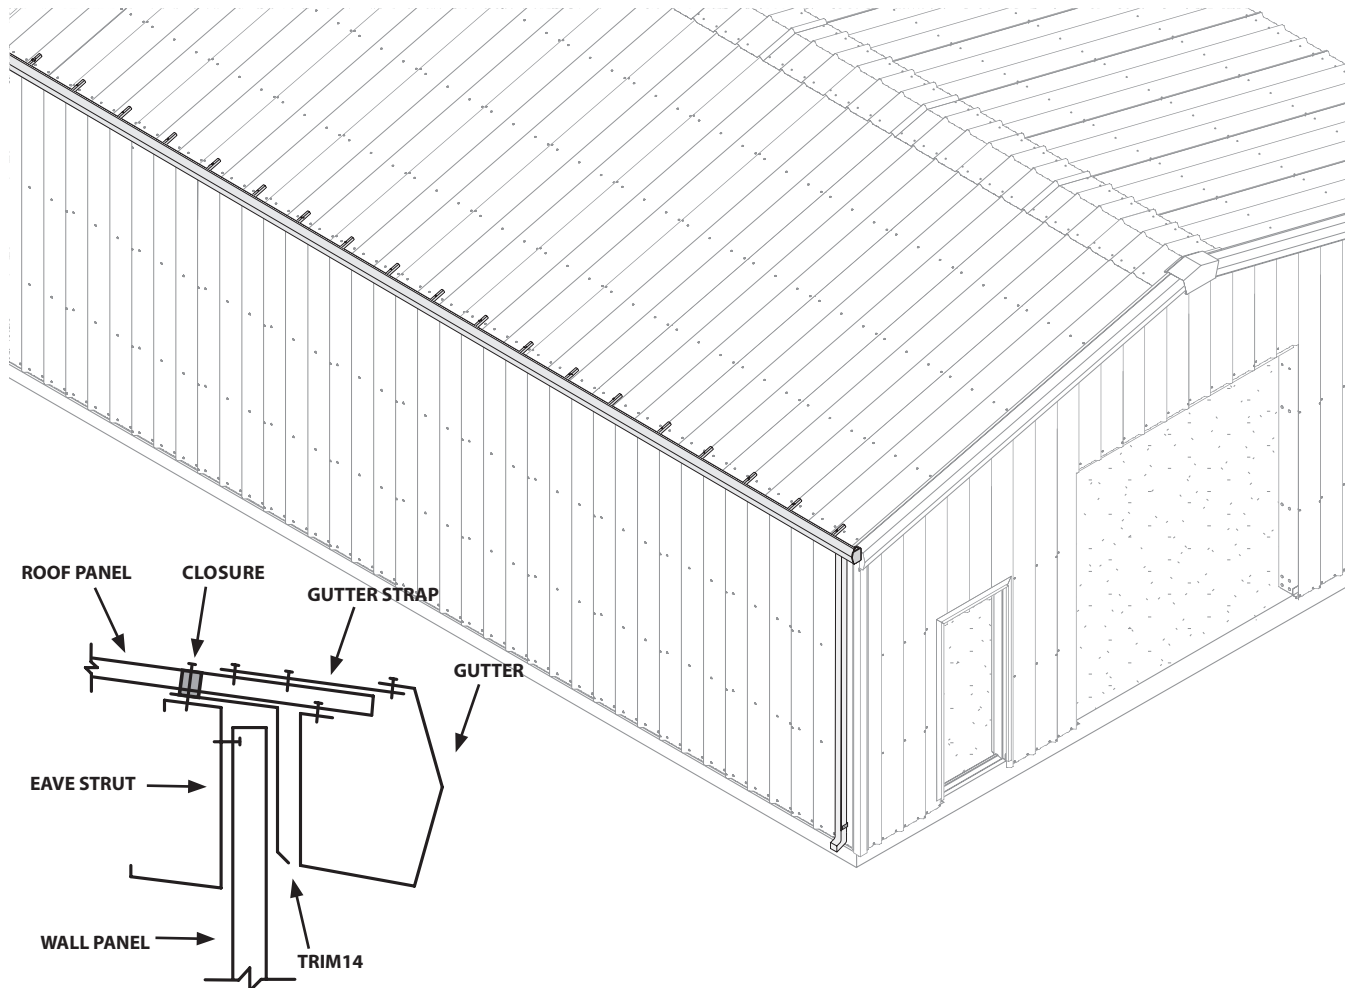 ROOF PANEL
CLOSURE
GUTTER STRAP
GUTTER
EAVE STRUT
WALL PANEL
TRIM14